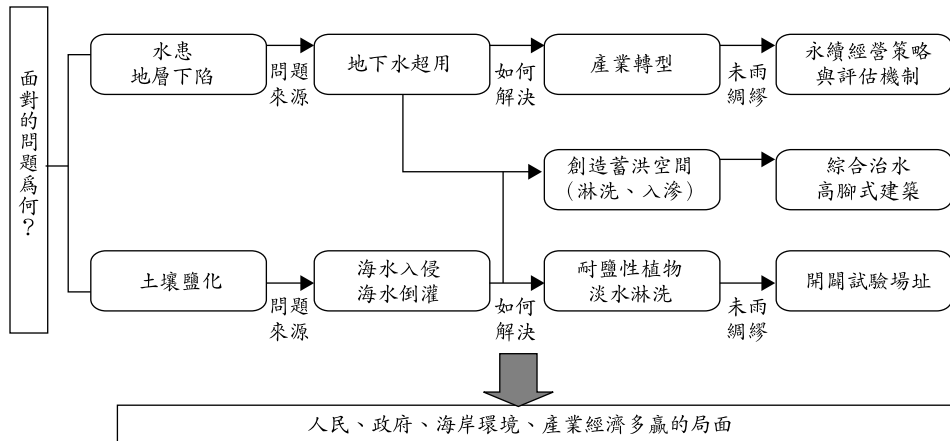 面對的問題為何？
水患
地層下陷
問題
來源
地下水超用
如何
解決
產業轉型
未雨
綢繆
永續經營策略
與評估機制
創造蓄洪空間
(淋洗、入滲)
綜合治水
高腳式建築
土壤鹽化
問題
來源
海水入侵
海水倒灌
如何
解決
耐鹽性植物
淡水淋洗
未雨
綢繆
開闢試驗場址
人民、政府、海岸環境、產業經濟多贏的局面